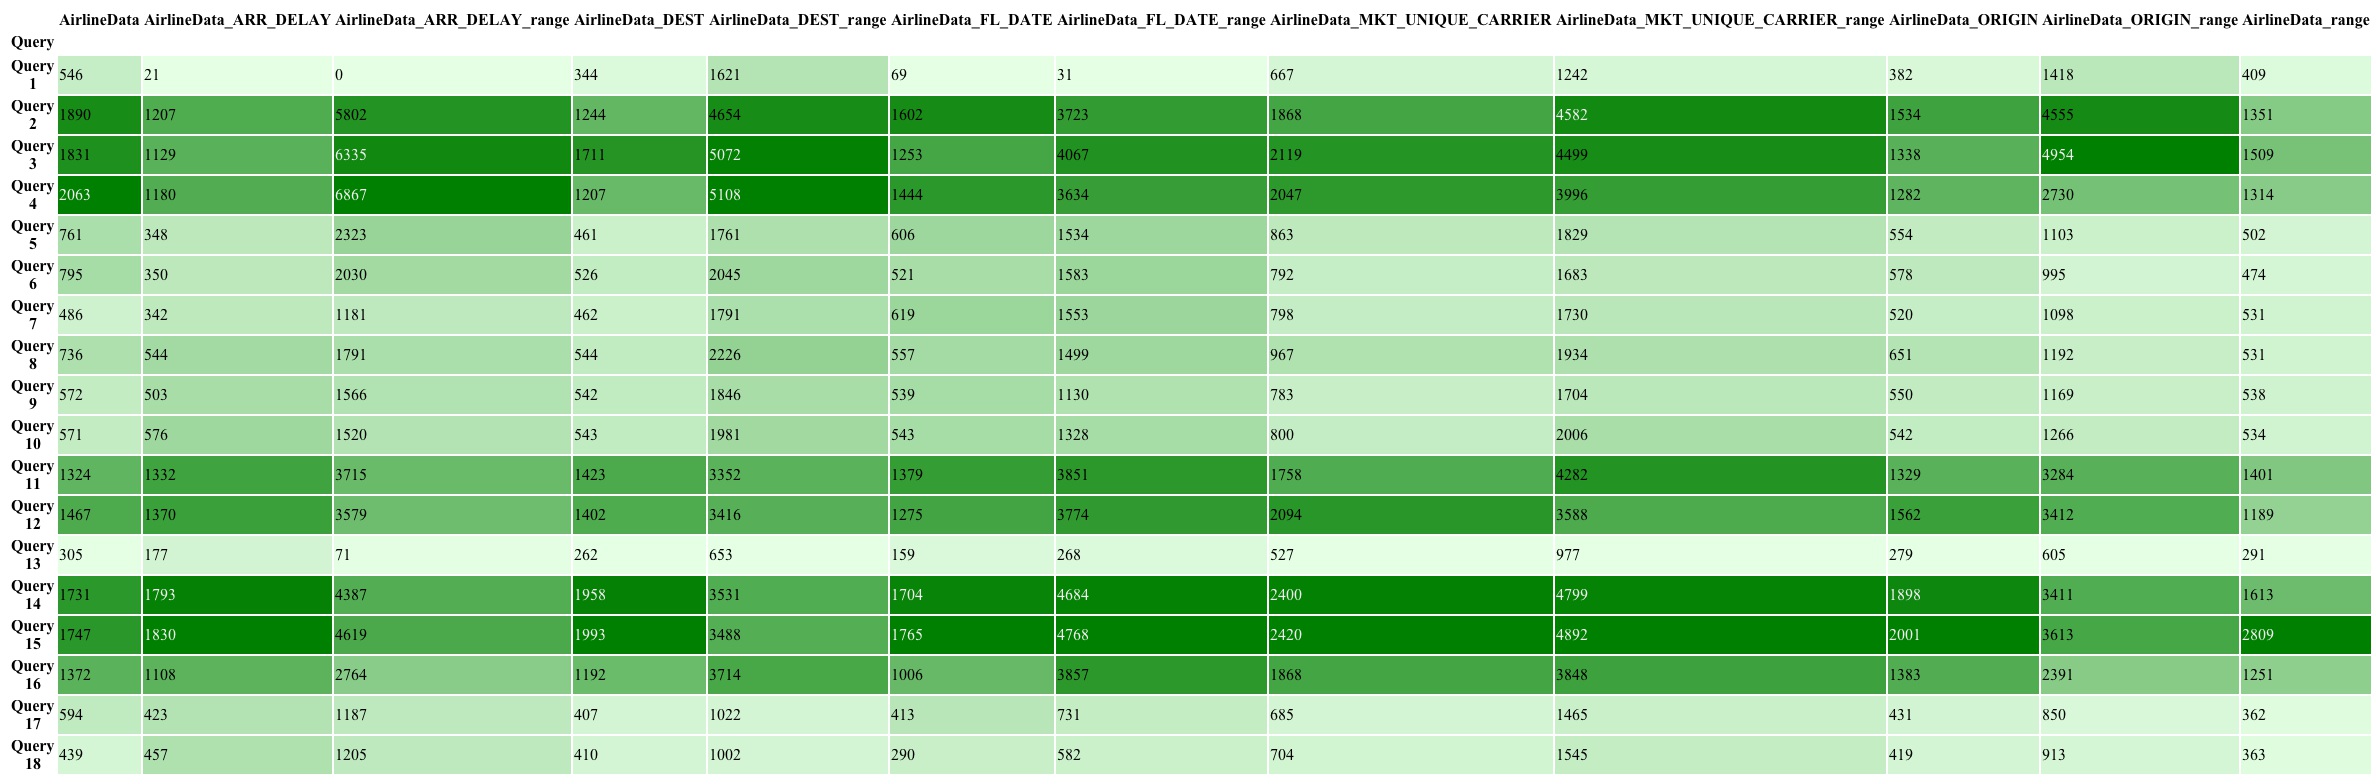 AirlineData AirlineData_ARR_DELAY AirlineData_ARR_DELAY_range AirlineData_DEST AirlineData_DEST_range AirlineData_FL_DATE AirlineData_FL_DATE_range AirlineData_MKT_UNIQUE_CARRIER AirlineData_MKT_UNIQUE_CARRIER_range AirlineData_ORIGIN AirlineData_ORIGIN_range AirlineData_range
Query
Query 1 546 21 0 344 1621 69 31 667 1242 382 1418 409
Query 2 1890 1207 5802 1244 4654 1602 3723 1868 4582 1534 4555 1351
Query 3 1831 1129 6335 1711 5072 1253 4067 2119 4499 1338 4954 1509
Query 4 2063 1180 6867 1207 5108 1444 3634 2047 3996 1282 2730 1314
Query 5 761 348 2323 461 1761 606 1534 863 1829 554 1103 502
Query 6 795 350 2030 526 2045 521 1583 792 1683 578 995 474
Query 7 486 342 1181 462 1791 619 1553 798 1730 520 1098 531
Query 8 736 544 1791 544 2226 557 1499 967 1934 651 1192 531
Query 9 572 503 1566 542 1846 539 1130 783 1704 550 1169 538
Query 10 571 576 1520 543 1981 543 1328 800 2006 542 1266 534
Query 11 1324 1332 3715 1423 3352 1379 3851 1758 4282 1329 3284 1401
Query 12 1467 1370 3579 1402 3416 1275 3774 2094 3588 1562 3412 1189
Query 13 305 177 71 262 653 159 268 527 977 279 605 291
Query 14 1731 1793 4387 1958 3531 1704 4684 2400 4799 1898 3411 1613
Query 15 1747 1830 4619 1993 3488 1765 4768 2420 4892 2001 3613 2809
Query 16 1372 1108 2764 1192 3714 1006 3857 1868 3848 1383 2391 1251
Query 17 594 423 1187 407 1022 413 731 685 1465 431 850 362
Query 18 439 457 1205 410 1002 290 582 704 1545 419 913 363